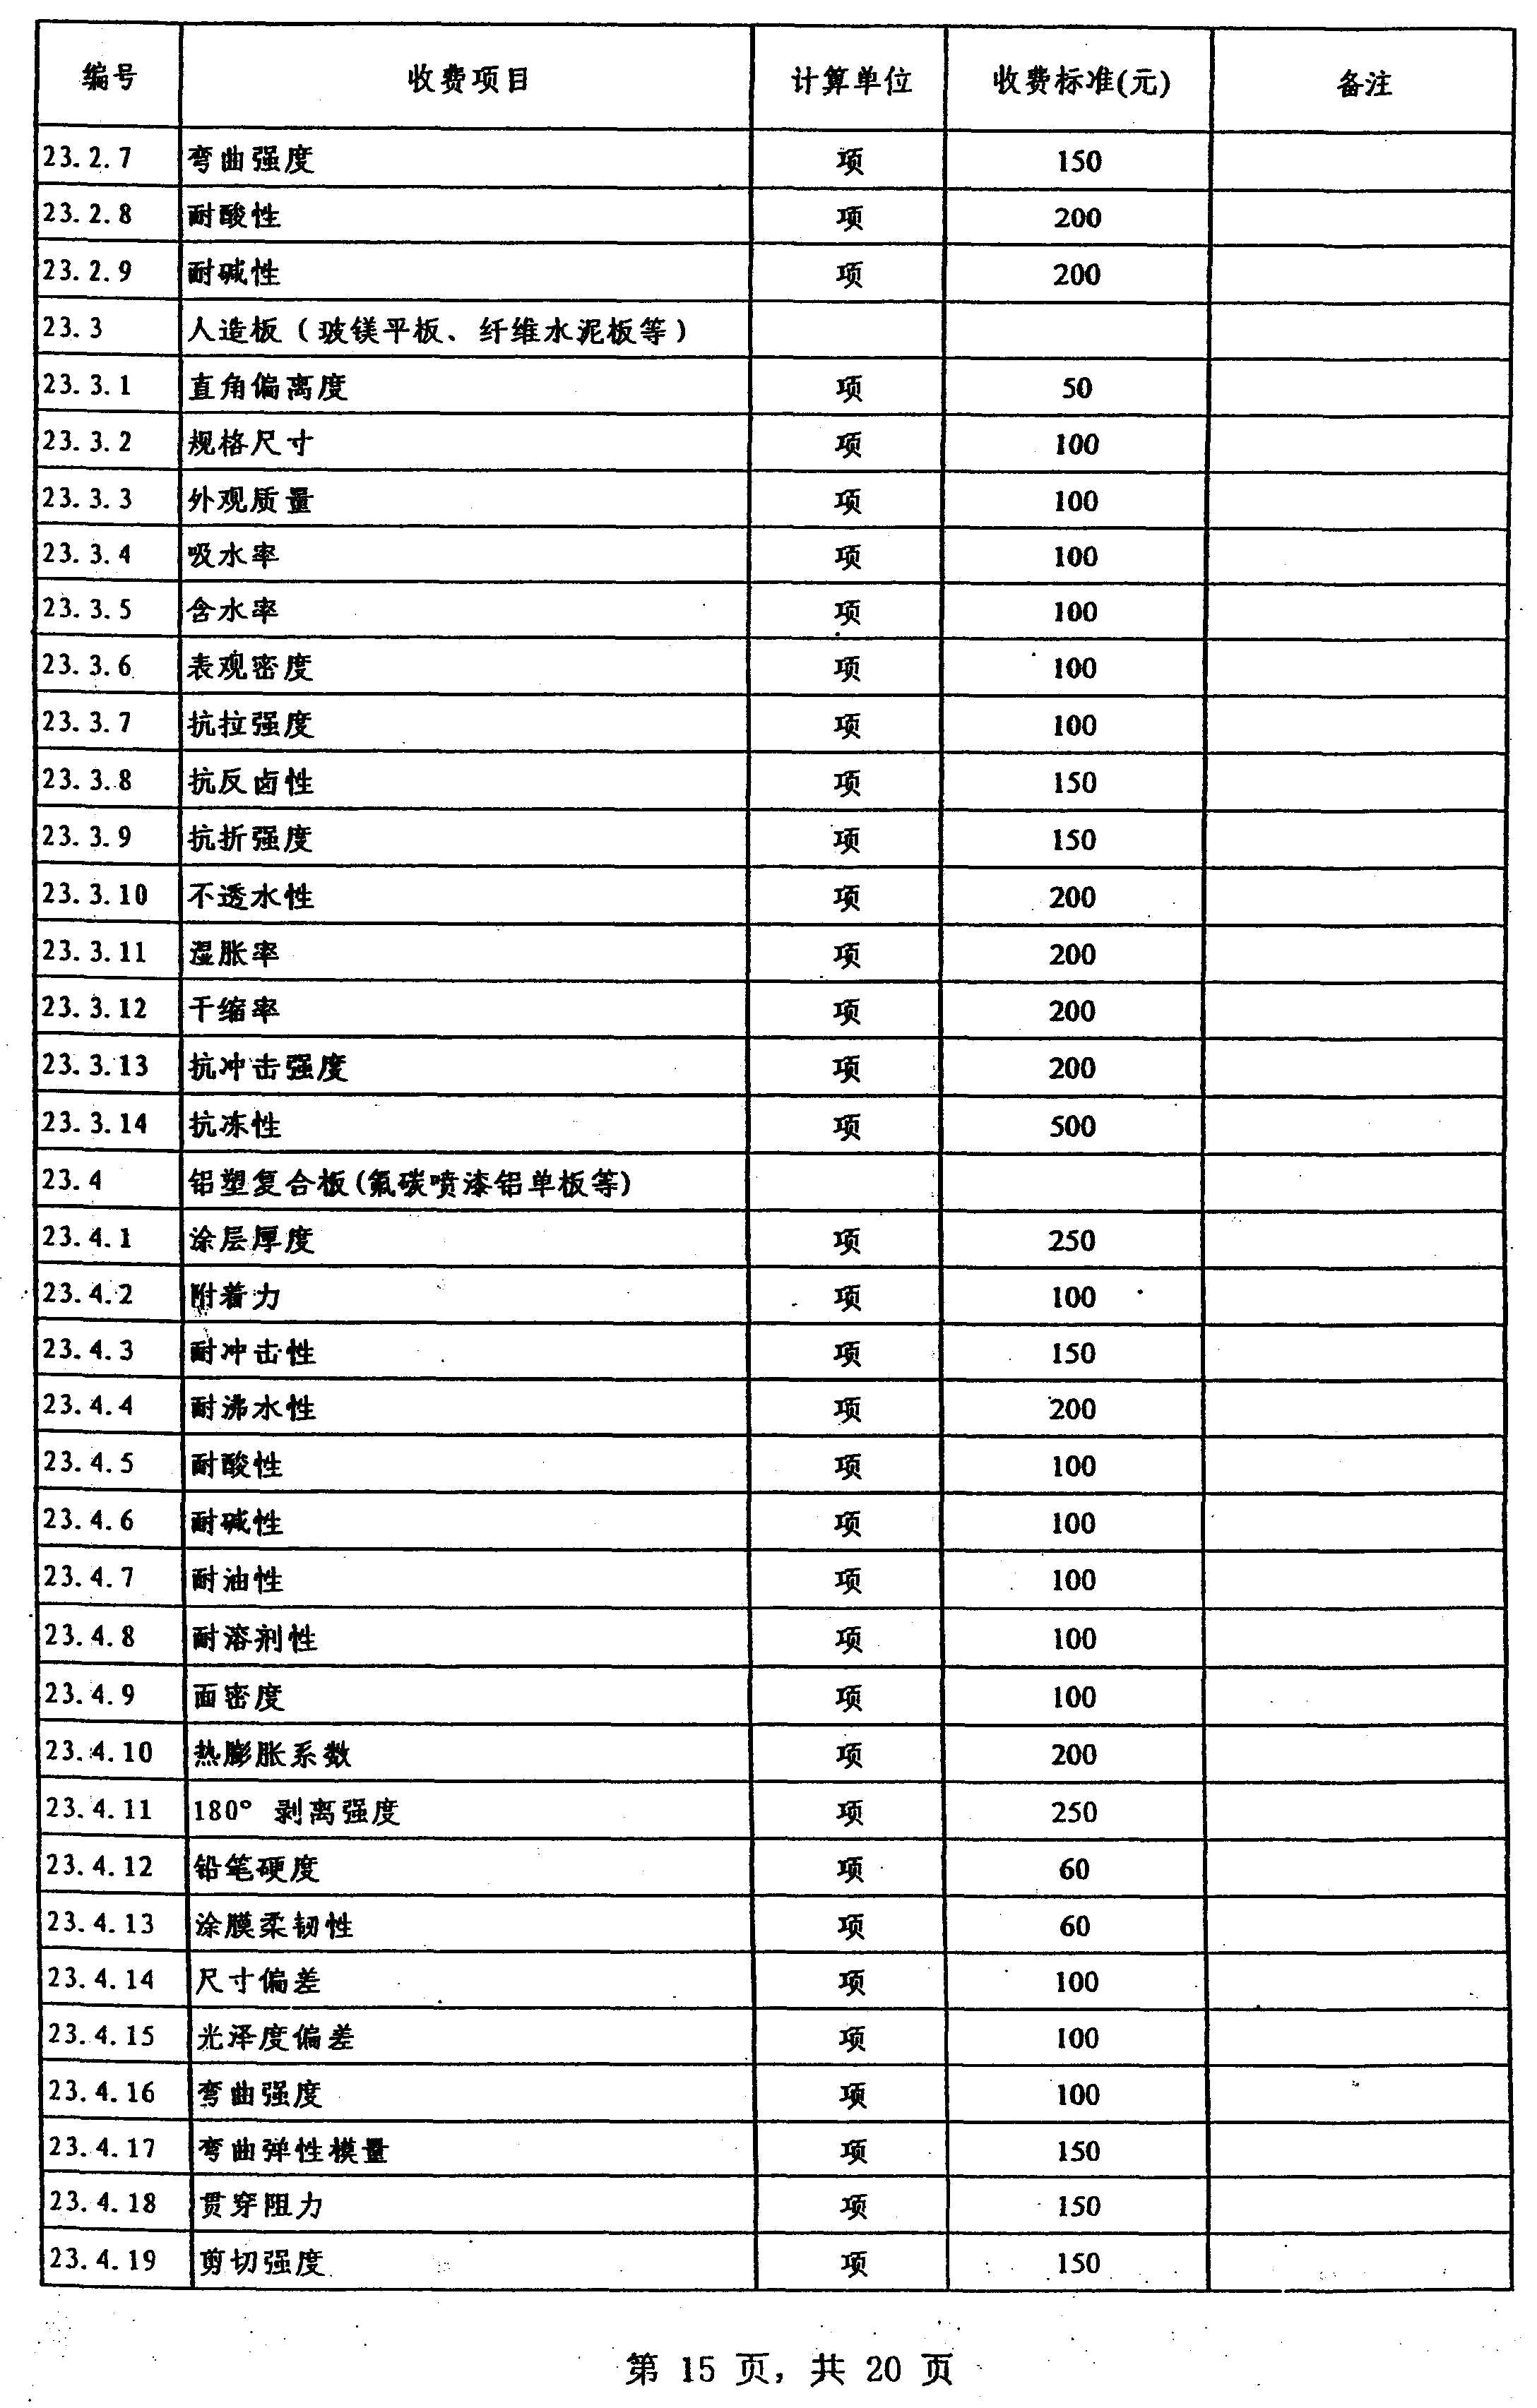 编号 收费项目 计算单位 收费标准(元) 备注
23.2.7 弯曲强度 项 150
23.2.8 耐酸性 项 200
23.2.9 耐碱性 项 200
23.3 人造板（玻镁平板、纤维水泥板等）
23.3.1 直角偏离度 项 50
23.3.2 规格尺寸 项 100
23.3.3 外观质量 项 100
23.3.4 吸水率 项 100
23.3.5 含水率 项 100
23.3.6 表观密度 项 100
23.3.7 抗拉强度 项 100
23.3.8 抗反卤性 项 150
23.3.9 抗折强度 项 150
23.3.10 不透水性 项 200
23.3.11 湿胀率 项 200
23.3.12 干缩率 项 200
23.3.13 抗冲击强度 项 200
23.3.14 抗冻性 项 500
23.4 铝塑复合板(氟碳喷漆铝单板等)
23.4.1 涂层厚度 项 250
23.4.2 附着力 项 100
23.4.3 耐冲击性 项 150
23.4.4 耐沸水性 项 200
23.4.5 耐酸性 项 100
23.4.6 耐碱性 项 100
23.4.7 耐油性 项 100
23.4.8 耐溶剂性 项 100
23.4.9 面密度 项 100
23.4.10 热膨胀系数 项 200
23.4.11 180° 剥离强度 项 250
23.4.12 铅笔硬度 项 60
23.4.13 涂膜柔韧性 项 60
23.4.14 尺寸偏差 项 100
23.4.15 光泽度偏差 项 100
23.4.16 弯曲强度 项 100
23.4.17 弯曲弹性模量 项 150
23.4.18 贯穿阻力 项 150
23.4.19 剪切强度 项 150
第 15 页，共 20 页